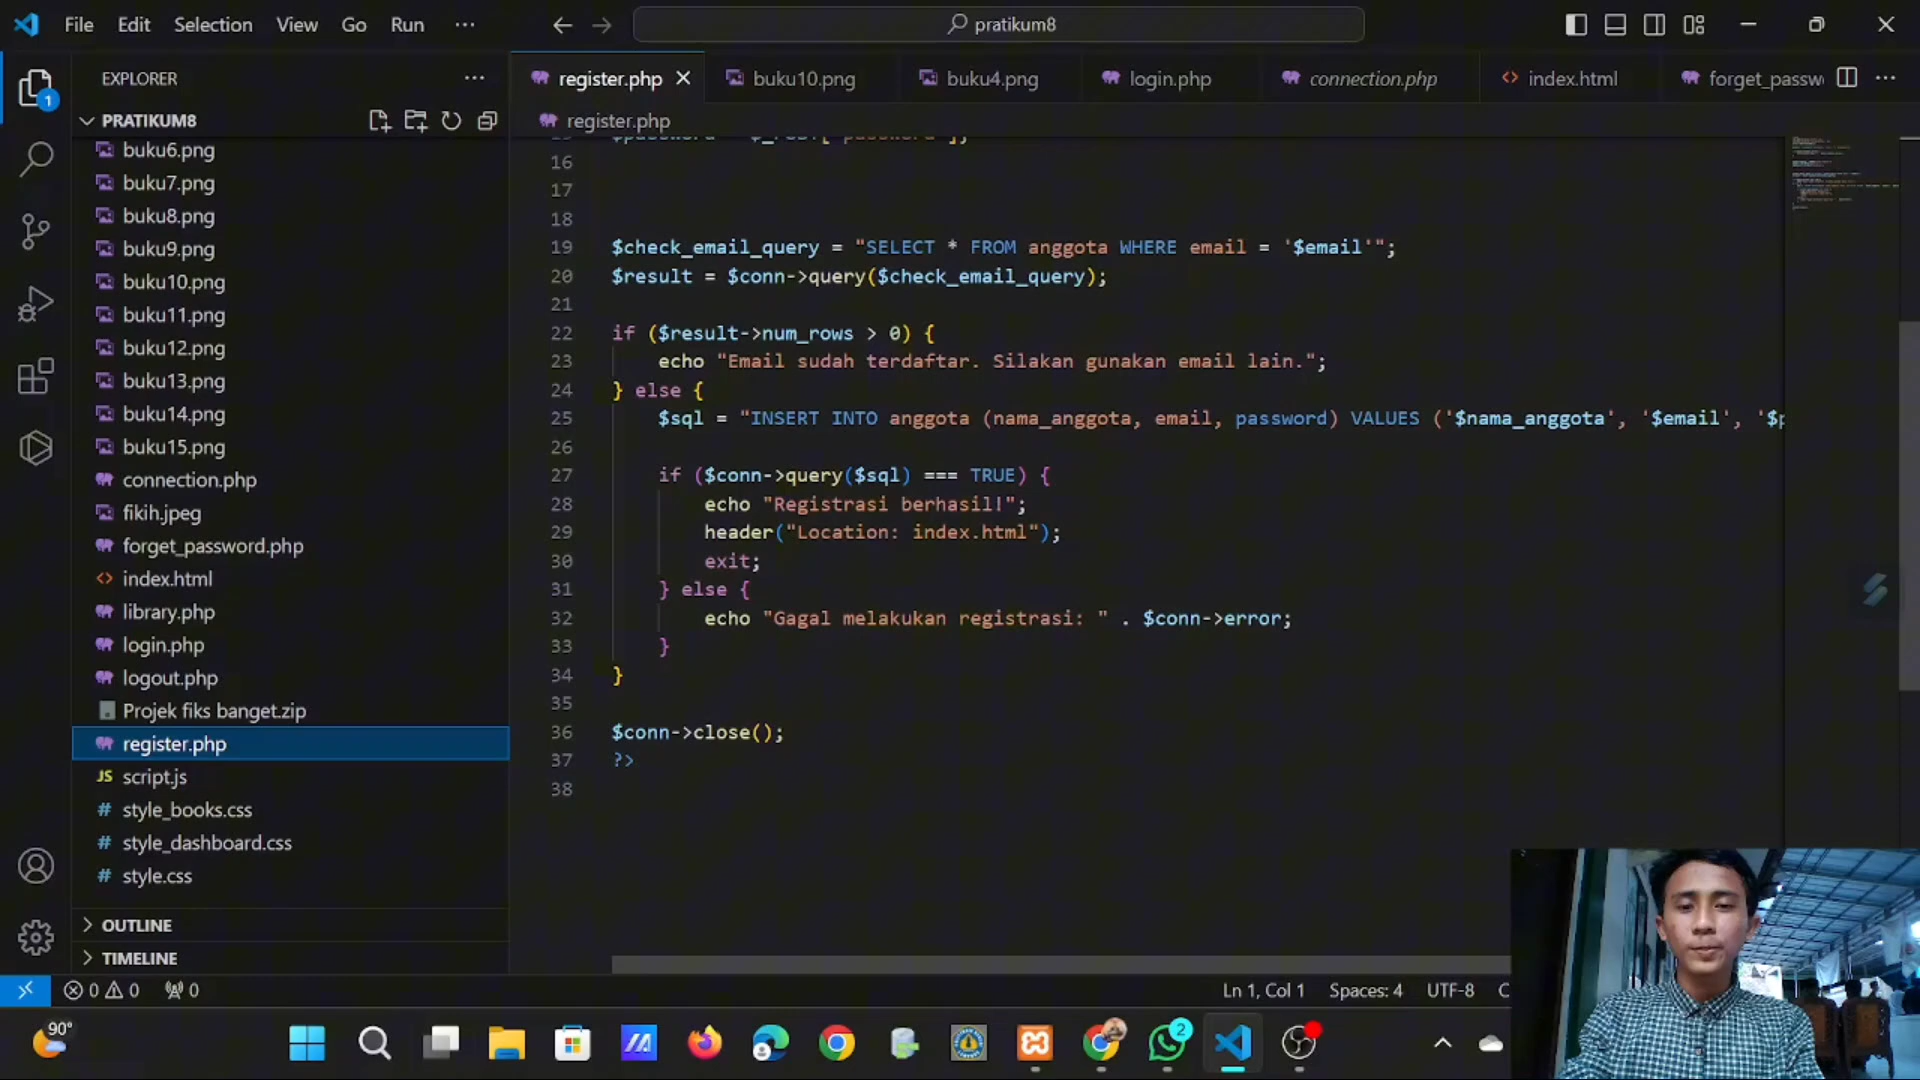 File Edit Selection View Go Run ···
pratikum8
EXPLORER
PRATIKUM8
buku6.png
buku7.png
buku8.png
buku9.png
buku10.png
buku11.png
buku12.png
buku13.png
buku14.png
buku15.png
connection.php
fikih.jpeg
forget_password.php
index.html
library.php
login.php
logout.php
Projek fiks banget.zip
register.php
JS script.js
# style_books.css
# style_dashboard.css
# style.css
OUTLINE
TIMELINE
1
register.php buku10.png buku4.png login.php connection.php index.html forget_passw
register.php
16
17
18
19 $check_email_query = "SELECT * FROM anggota WHERE email = '$email'";
20 $result = $conn->query($check_email_query);
21
22 if ($result->num_rows > 0) {
23 echo "Email sudah terdaftar. Silakan gunakan email lain.";
24 } else {
25 $sql = "INSERT INTO anggota (nama_anggota, email, password) VALUES ('$nama_anggota', '$email', '$p
26
27 if ($conn->query($sql) === TRUE) {
28 echo "Registrasi berhasil!";
29 header("Location: index.html");
30 exit;
31 } else {
32 echo "Gagal melakukan registrasi: " . $conn->error;
33 }
34 }
35
36 $conn->close();
37 ?>
38
0 0 0
Ln 1, Col 1 Spaces: 4 UTF-8 C
90°
2